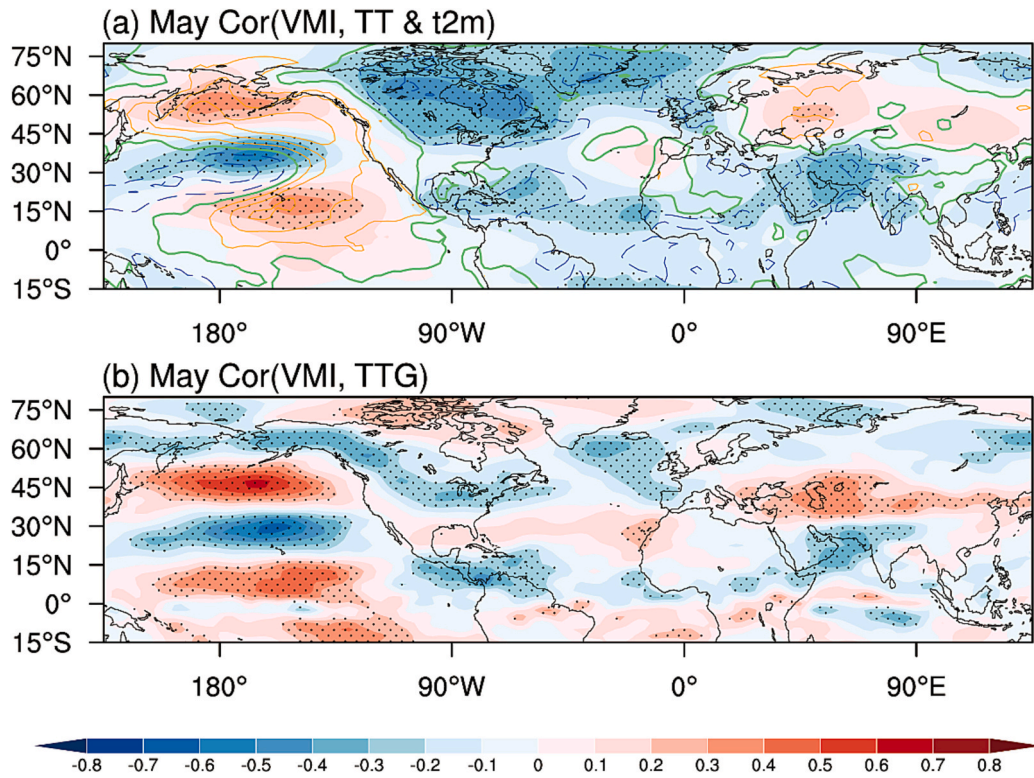 (a) May Cor(VMI, TT & t2m)
75°N
60°N
45°N
30°N
15°N
0°
15°S
180° 90°W 0° 90°E
(b) May Cor(VMI, TTG)
75°N
60°N
45°N
30°N
15°N
0°
15°S
180° 90°W 0° 90°E
-0.8 -0.7 -0.6 -0.5 -0.4 -0.3 -0.2 -0.1 0 0.1 0.2 0.3 0.4 0.5 0.6 0.7 0.8